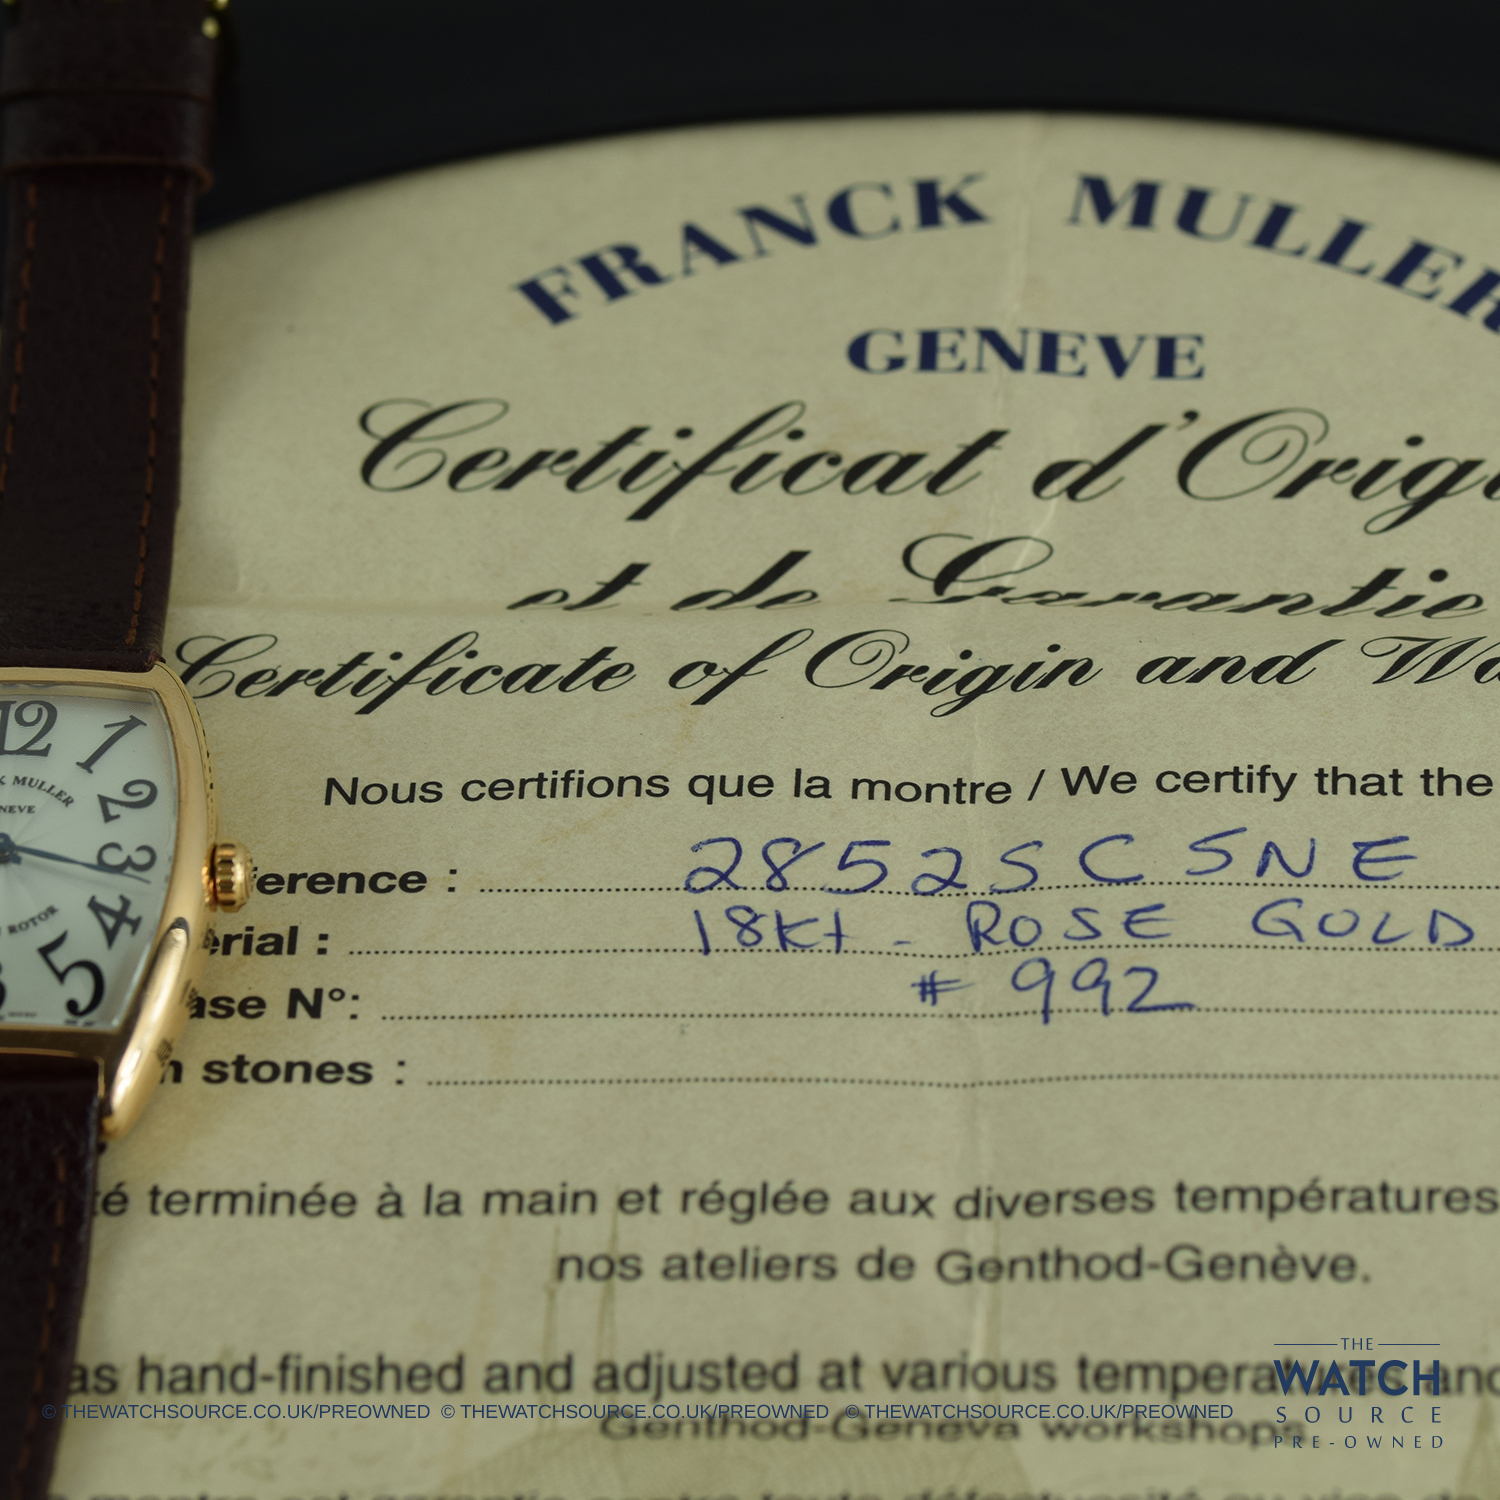 FRANCK MULLER
GENEVE
Certificat d'Origi
et de Garantie
Certificate of Origin and Wa
12
1
2
3
4
5
K MULLER
NEVE
ROTOR
Nous certifions que la montre / We certify that the
ference : 2852 S C SNE
erial : 18Kt - ROSE GOLD
ase N°: # 992
n stones :
té terminée à la main et réglée aux diverses températures
nos ateliers de Genthod-Genève.
as hand-finished and adjusted at various temperatures and
Genthod-Geneva workshops.
© THEWATCHSOURCE.CO.UK/PREOWNED © THEWATCHSOURCE.CO.UK/PREOWNED © THEWATCHSOURCE.CO.UK/PREOWNED
THE
WATCH
SOURCE
PRE-OWNED